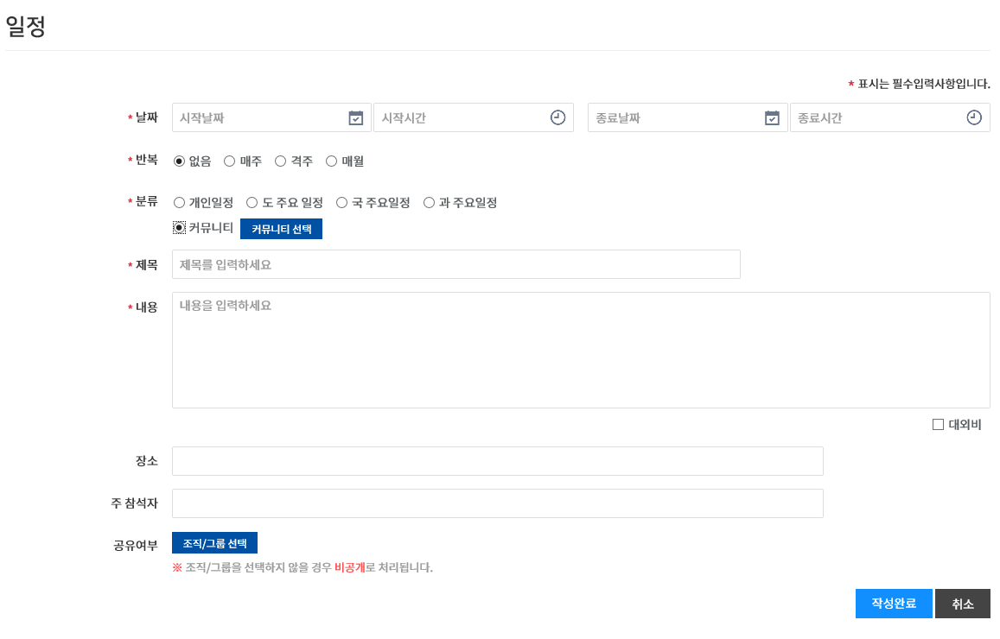 일정
* 표시는 필수입력사항입니다.
* 날짜 시작날짜 시작시간 종료날짜 종료시간
* 반복 없음 매주 격주 매월
* 분류 개인일정 도 주요 일정 국 주요일정 과 주요일정
커뮤니티 커뮤니티 선택
* 제목 제목를 입력하세요
* 내용 내용을 입력하세요
대외비
장소
주 참석자
공유여부 조직/그룹 선택
※ 조직/그룹을 선택하지 않을 경우 비공개로 처리됩니다.
작성완료 취소